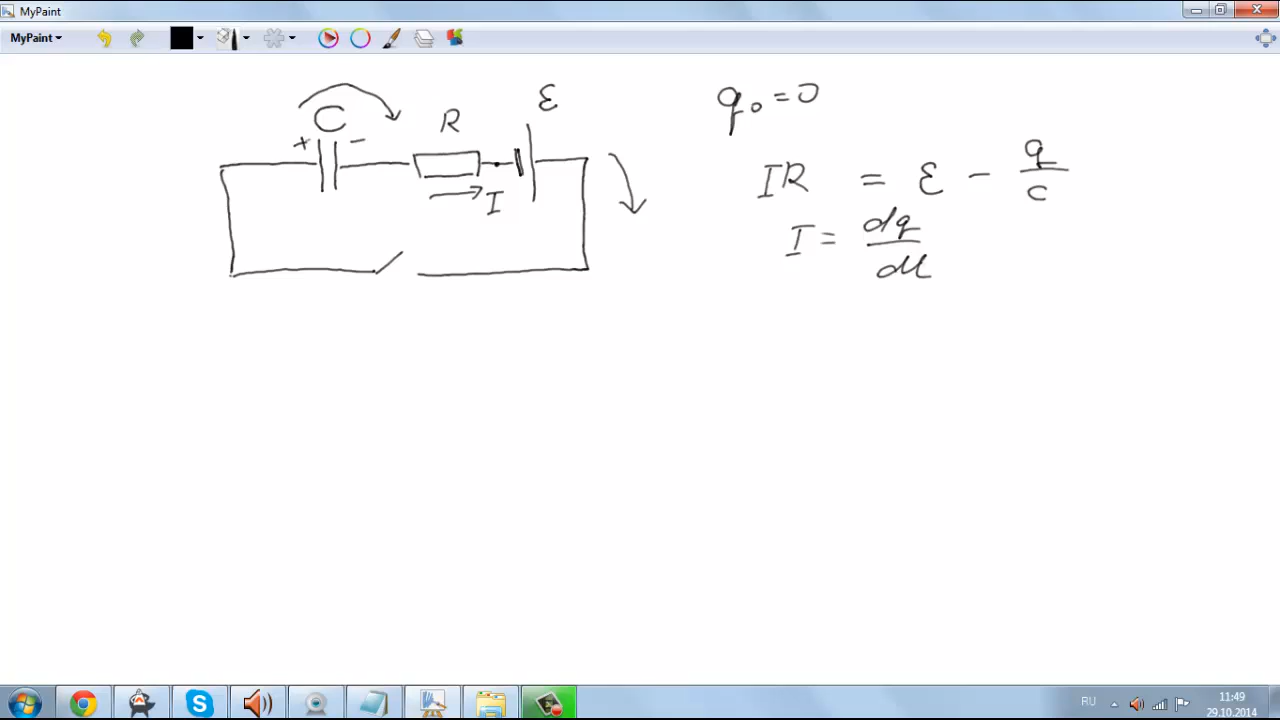 MyPaint
MyPaint
C
+ -
R
ε
I
q₀ = 0
IR = ε - q/c
I = dq/dt
RU
11:49
29.10.2014